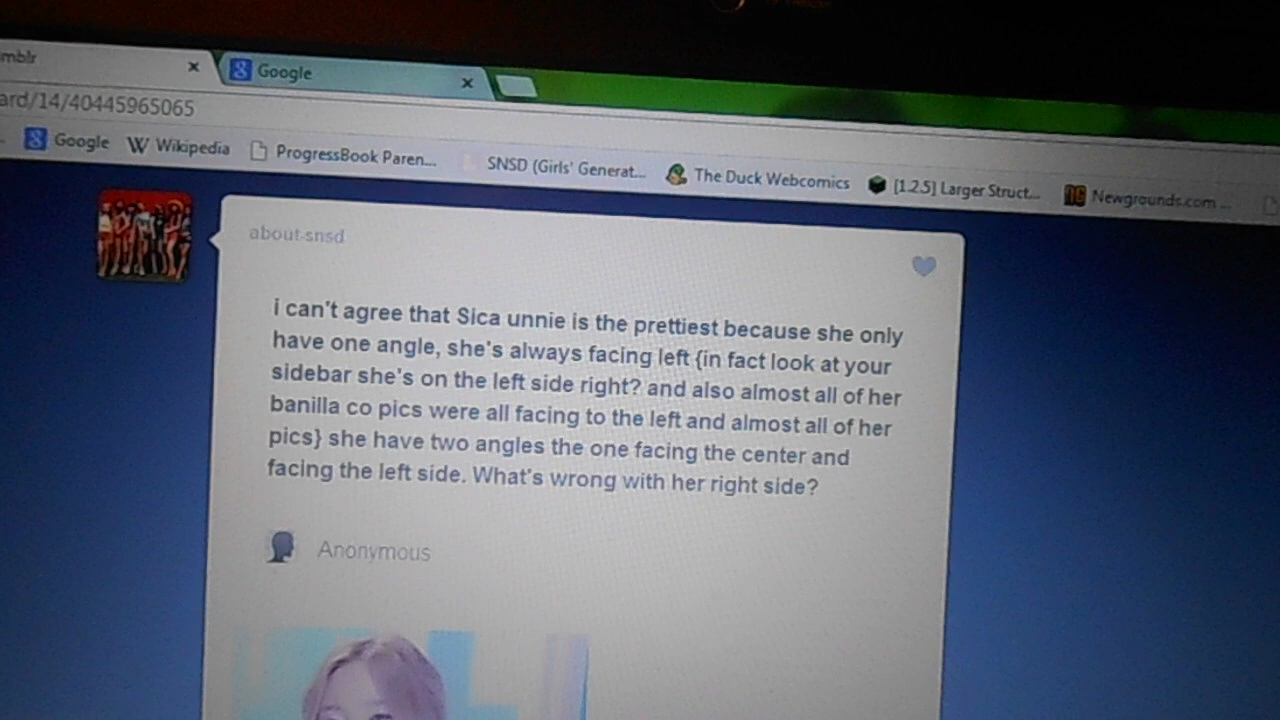 mblr
Google
ard/14/40445965065
Google Wikipedia ProgressBook Paren... SNSD (Girls' Generat... The Duck Webcomics [1.2.5] Larger Struct... Newgrounds.com ...
about-snsd
i can't agree that Sica unnie is the prettiest because she only
have one angle, she's always facing left {in fact look at your
sidebar she's on the left side right? and also almost all of her
banilla co pics were all facing to the left and almost all of her
pics} she have two angles the one facing the center and
facing the left side. What's wrong with her right side?
Anonymous